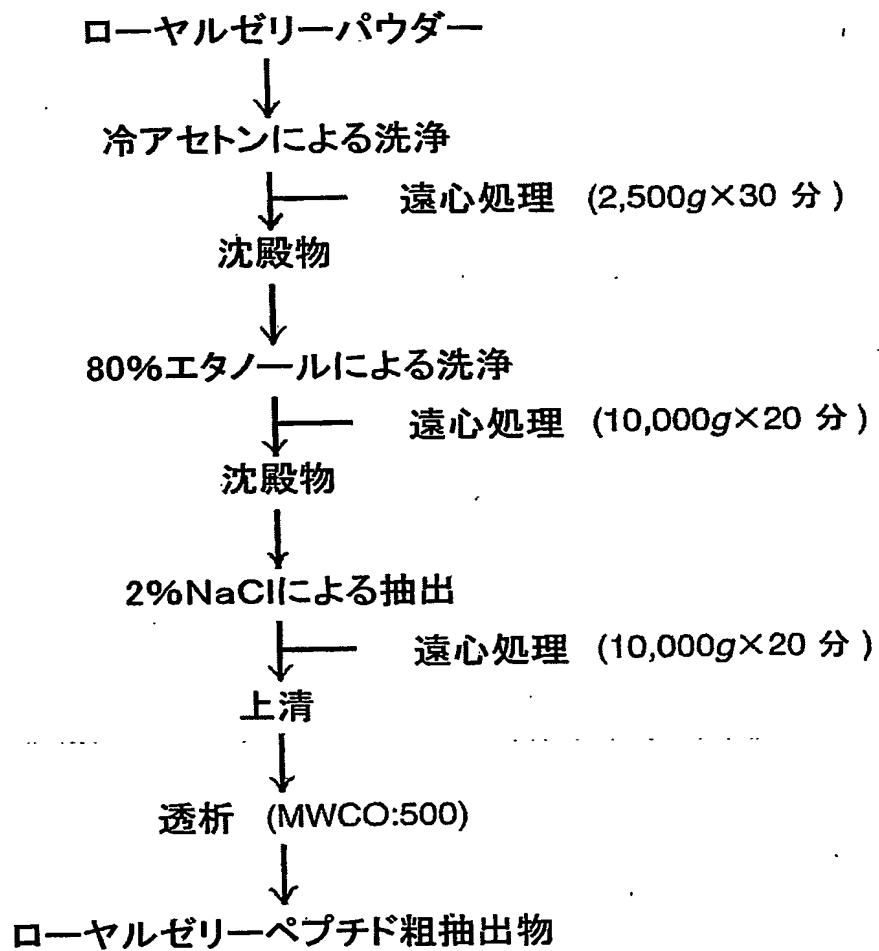 ローヤルゼリーパウダー
冷アセトンによる洗浄
遠心処理 (2,500g×30 分)
沈殿物
80%エタノールによる洗浄
遠心処理 (10,000g×20 分)
沈殿物
2%NaClによる抽出
遠心処理 (10,000g×20 分)
上清
透析 (MWCO:500)
ローヤルゼリーペプチド粗抽出物